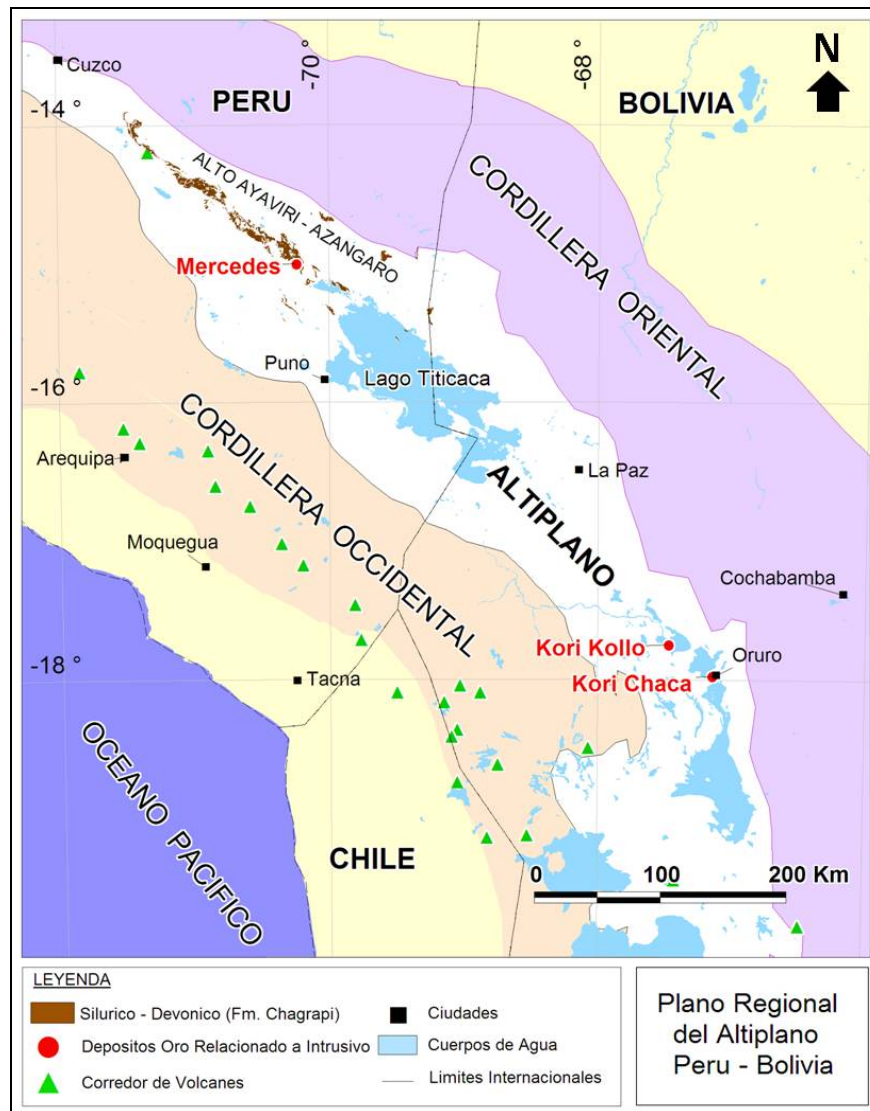 -70 °
-68 °
N
Cuzco
PERU
BOLIVIA
-14 °
ALTO AYAVIRI - AZANGARO
CORDILLERA ORIENTAL
Mercedes
Puno
Lago Titicaca
-16 °
CORDILLERA OCCIDENTAL
Arequipa
ALTIPLANO
La Paz
Moquegua
Cochabamba
Kori Kollo
Oruro
-18 °
Kori Chaca
Tacna
OCEANO PACIFICO
CHILE
0 100 200 Km
LEYENDA
Silurico - Devonico (Fm. Chagrapi)
Depositos Oro Relacionado a Intrusivo
Corredor de Volcanes
Ciudades
Cuerpos de Agua
Limites Internacionales
Plano Regional
del Altiplano
Peru - Bolivia